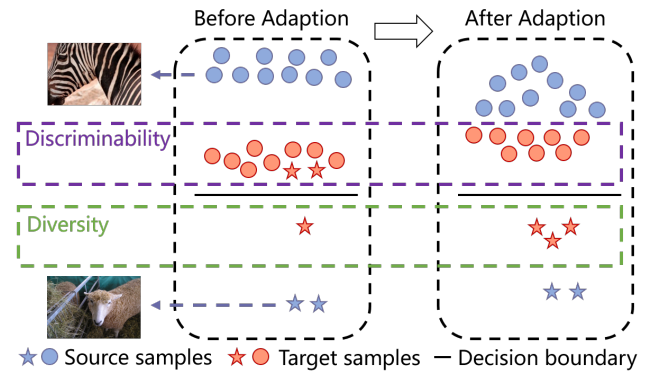 Before Adaption
After Adaption
Discriminability
Diversity
Source samples
Target samples
Decision boundary